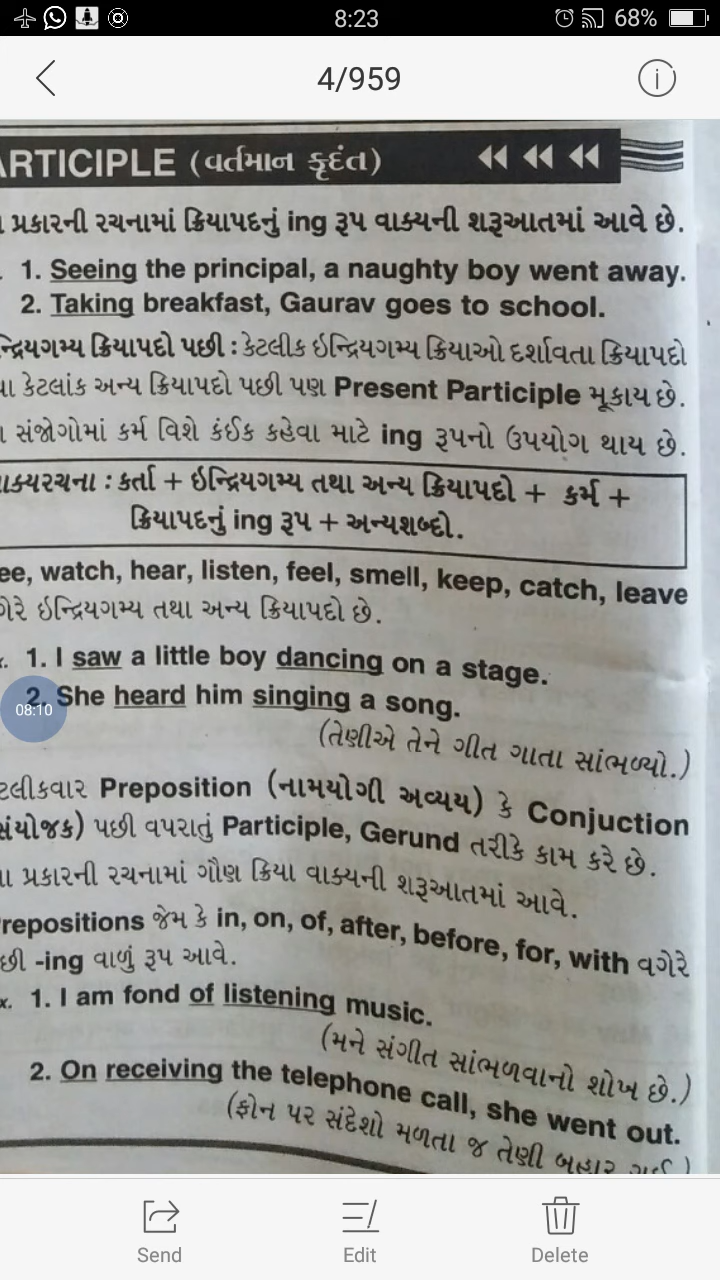 8:23
68%
4/959
ARTICIPLE (વર્તમાન કૃદંત)
પ્રકારની રચનામાં ક્રિયાપદનું ing રૂપ વાક્યની શરૂઆતમાં આવે છે.
1. Seeing the principal, a naughty boy went away.
2. Taking breakfast, Gaurav goes to school.
ન્દ્રિયગમ્ય ક્રિયાપદો પછી : કેટલીક ઇન્દ્રિયગમ્ય ક્રિયાઓ દર્શાવતા ક્રિયાપદો
કેટલાંક અન્ય ક્રિયાપદો પછી પણ Present Participle મૂકાય છે.
સંજોગોમાં કર્મ વિશે કંઈક કહેવા માટે ing રૂપનો ઉપયોગ થાય છે.
ાક્યરચના : કર્તા + ઇન્દ્રિયગમ્ય તથા અન્ય ક્રિયાપદો + કર્મ +
ક્રિયાપદનું ing રૂપ + અન્યશબ્દો.
ee, watch, hear, listen, feel, smell, keep, catch, leave
ગેરે ઇન્દ્રિયગમ્ય તથા અન્ય ક્રિયાપદો છે.
x. 1. I saw a little boy dancing on a stage.
2. She heard him singing a song.
08:10
(તેણીએ તેને ગીત ગાતા સાંભળ્યો.)
ટલીકવાર Preposition (નામયોગી અવ્યય) કે Conjuction
સંયોજક) પછી વપરાતું Participle, Gerund તરીકે કામ કરે છે.
પ્રકારની રચનામાં ગૌણ ક્રિયા વાક્યની શરૂઆતમાં આવે.
repositions જેમ કે in, on, of, after, before, for, with વગેરે
છી -ing વાળું રૂપ આવે.
x. 1. I am fond of listening music.
(મને સંગીત સાંભળવાનો શોખ છે.)
2. On receiving the telephone call, she went out.
(ફોન પર સંદેશો મળતા જ તેણી બહાર
Send
Edit
Delete